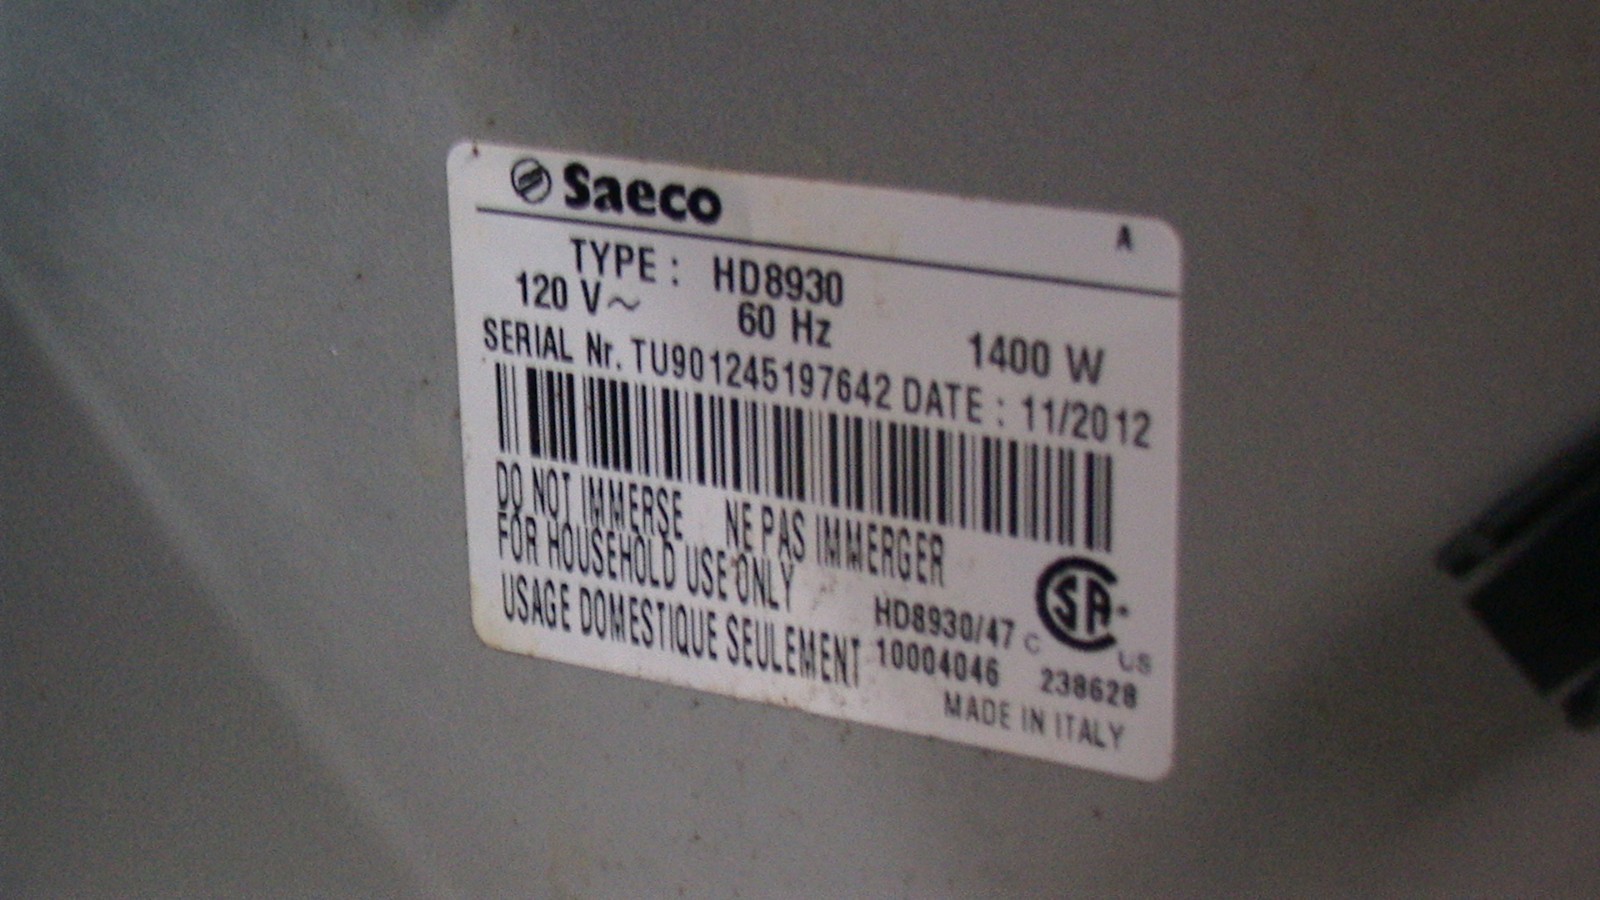 Saeco
A
TYPE : HD8930
120 V~ 60 Hz 1400 W
SERIAL Nr. TU901245197642 DATE : 11/2012
DO NOT IMMERSE NE PAS IMMERGER
FOR HOUSEHOLD USE ONLY
USAGE DOMESTIQUE SEULEMENT
HD8930/47
10004046
C SA US
238628
MADE IN ITALY